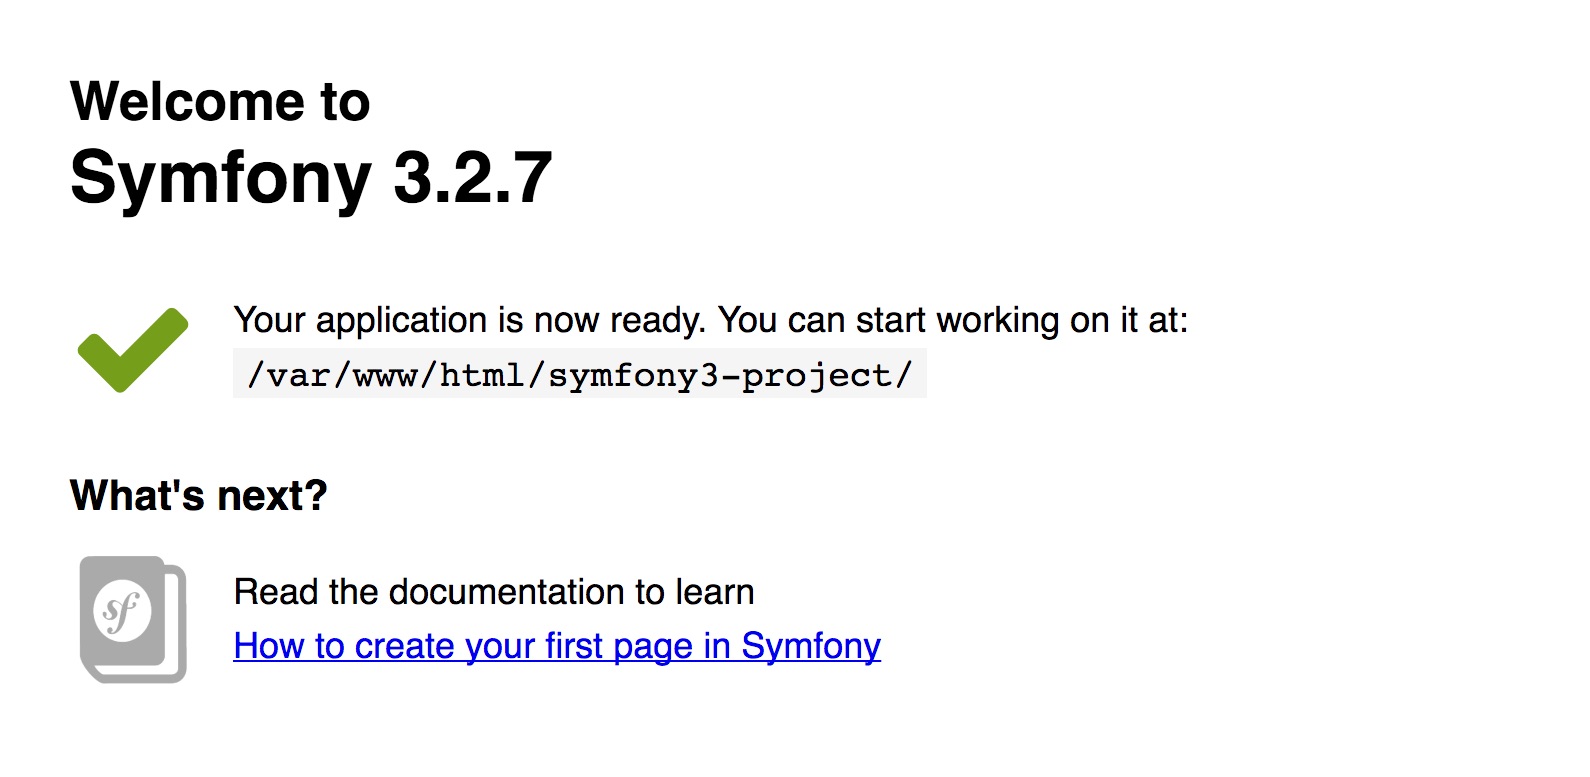 Welcome to
Symfony 3.2.7
Your application is now ready. You can start working on it at:
/var/www/html/symfony3-project/
What's next?
sf
Read the documentation to learn
How to create your first page in Symfony